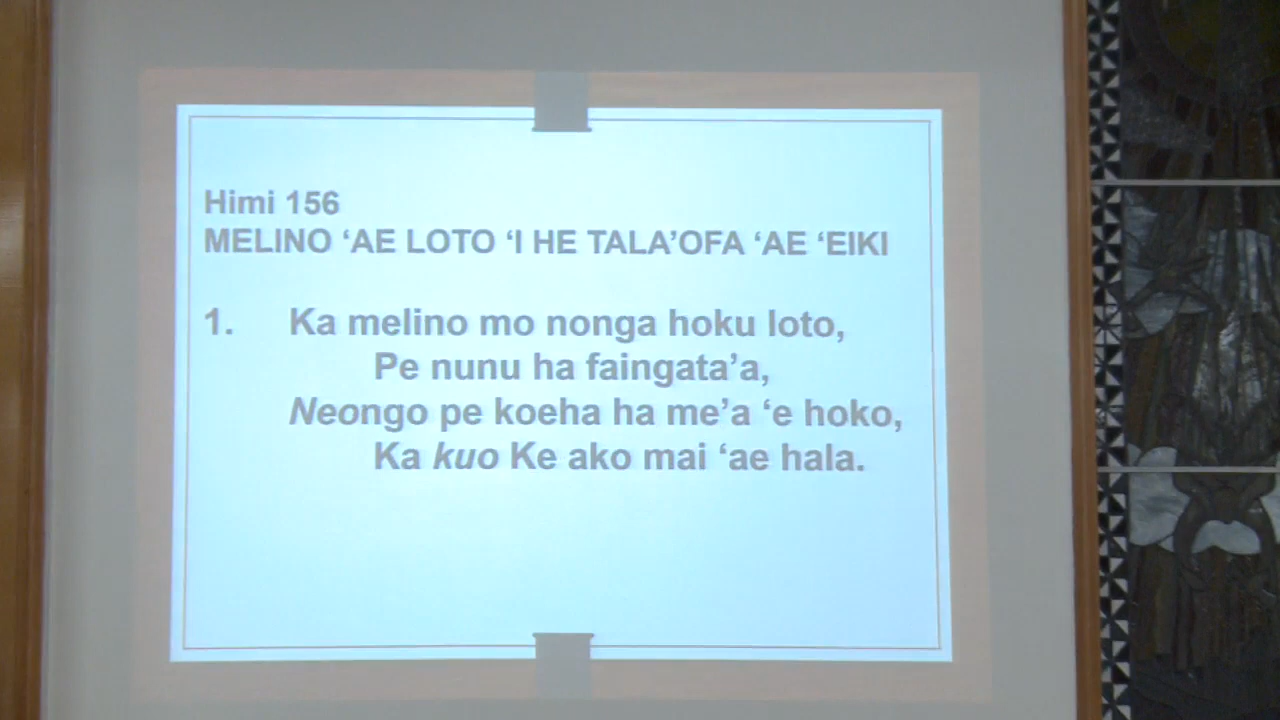 Himi 156
MELINO ‘AE LOTO ‘I HE TALA’OFA ‘AE ‘EIKI
1. Ka melino mo nonga hoku loto,
Pe nunu ha faingata’a,
Neongo pe koeha ha me’a ‘e hoko,
Ka kuo Ke ako mai ‘ae hala.